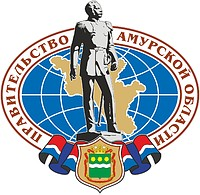 ПРАВИТЕЛЬСТВО
АМУРСКОЙ ОБЛАСТИ